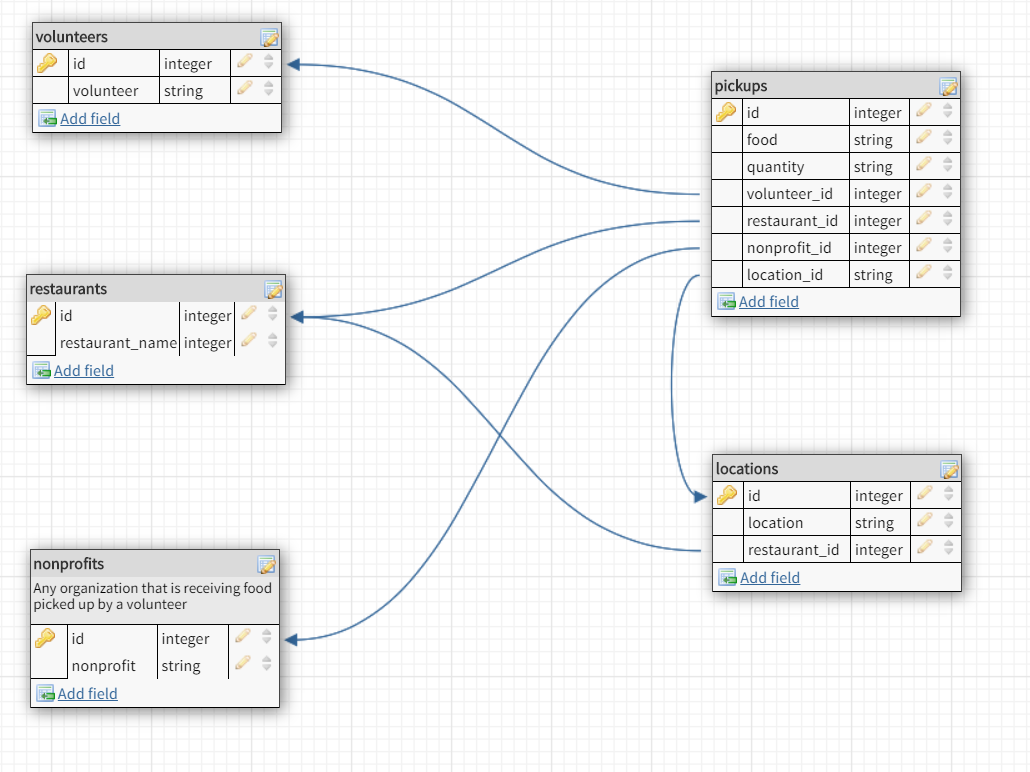 volunteers
id integer
volunteer string
Add field
pickups
id integer
food string
quantity string
volunteer_id integer
restaurant_id integer
nonprofit_id integer
location_id string
Add field
restaurants
id integer
restaurant_name integer
Add field
locations
id integer
location string
restaurant_id integer
Add field
nonprofits
Any organization that is receiving food
picked up by a volunteer
id integer
nonprofit string
Add field